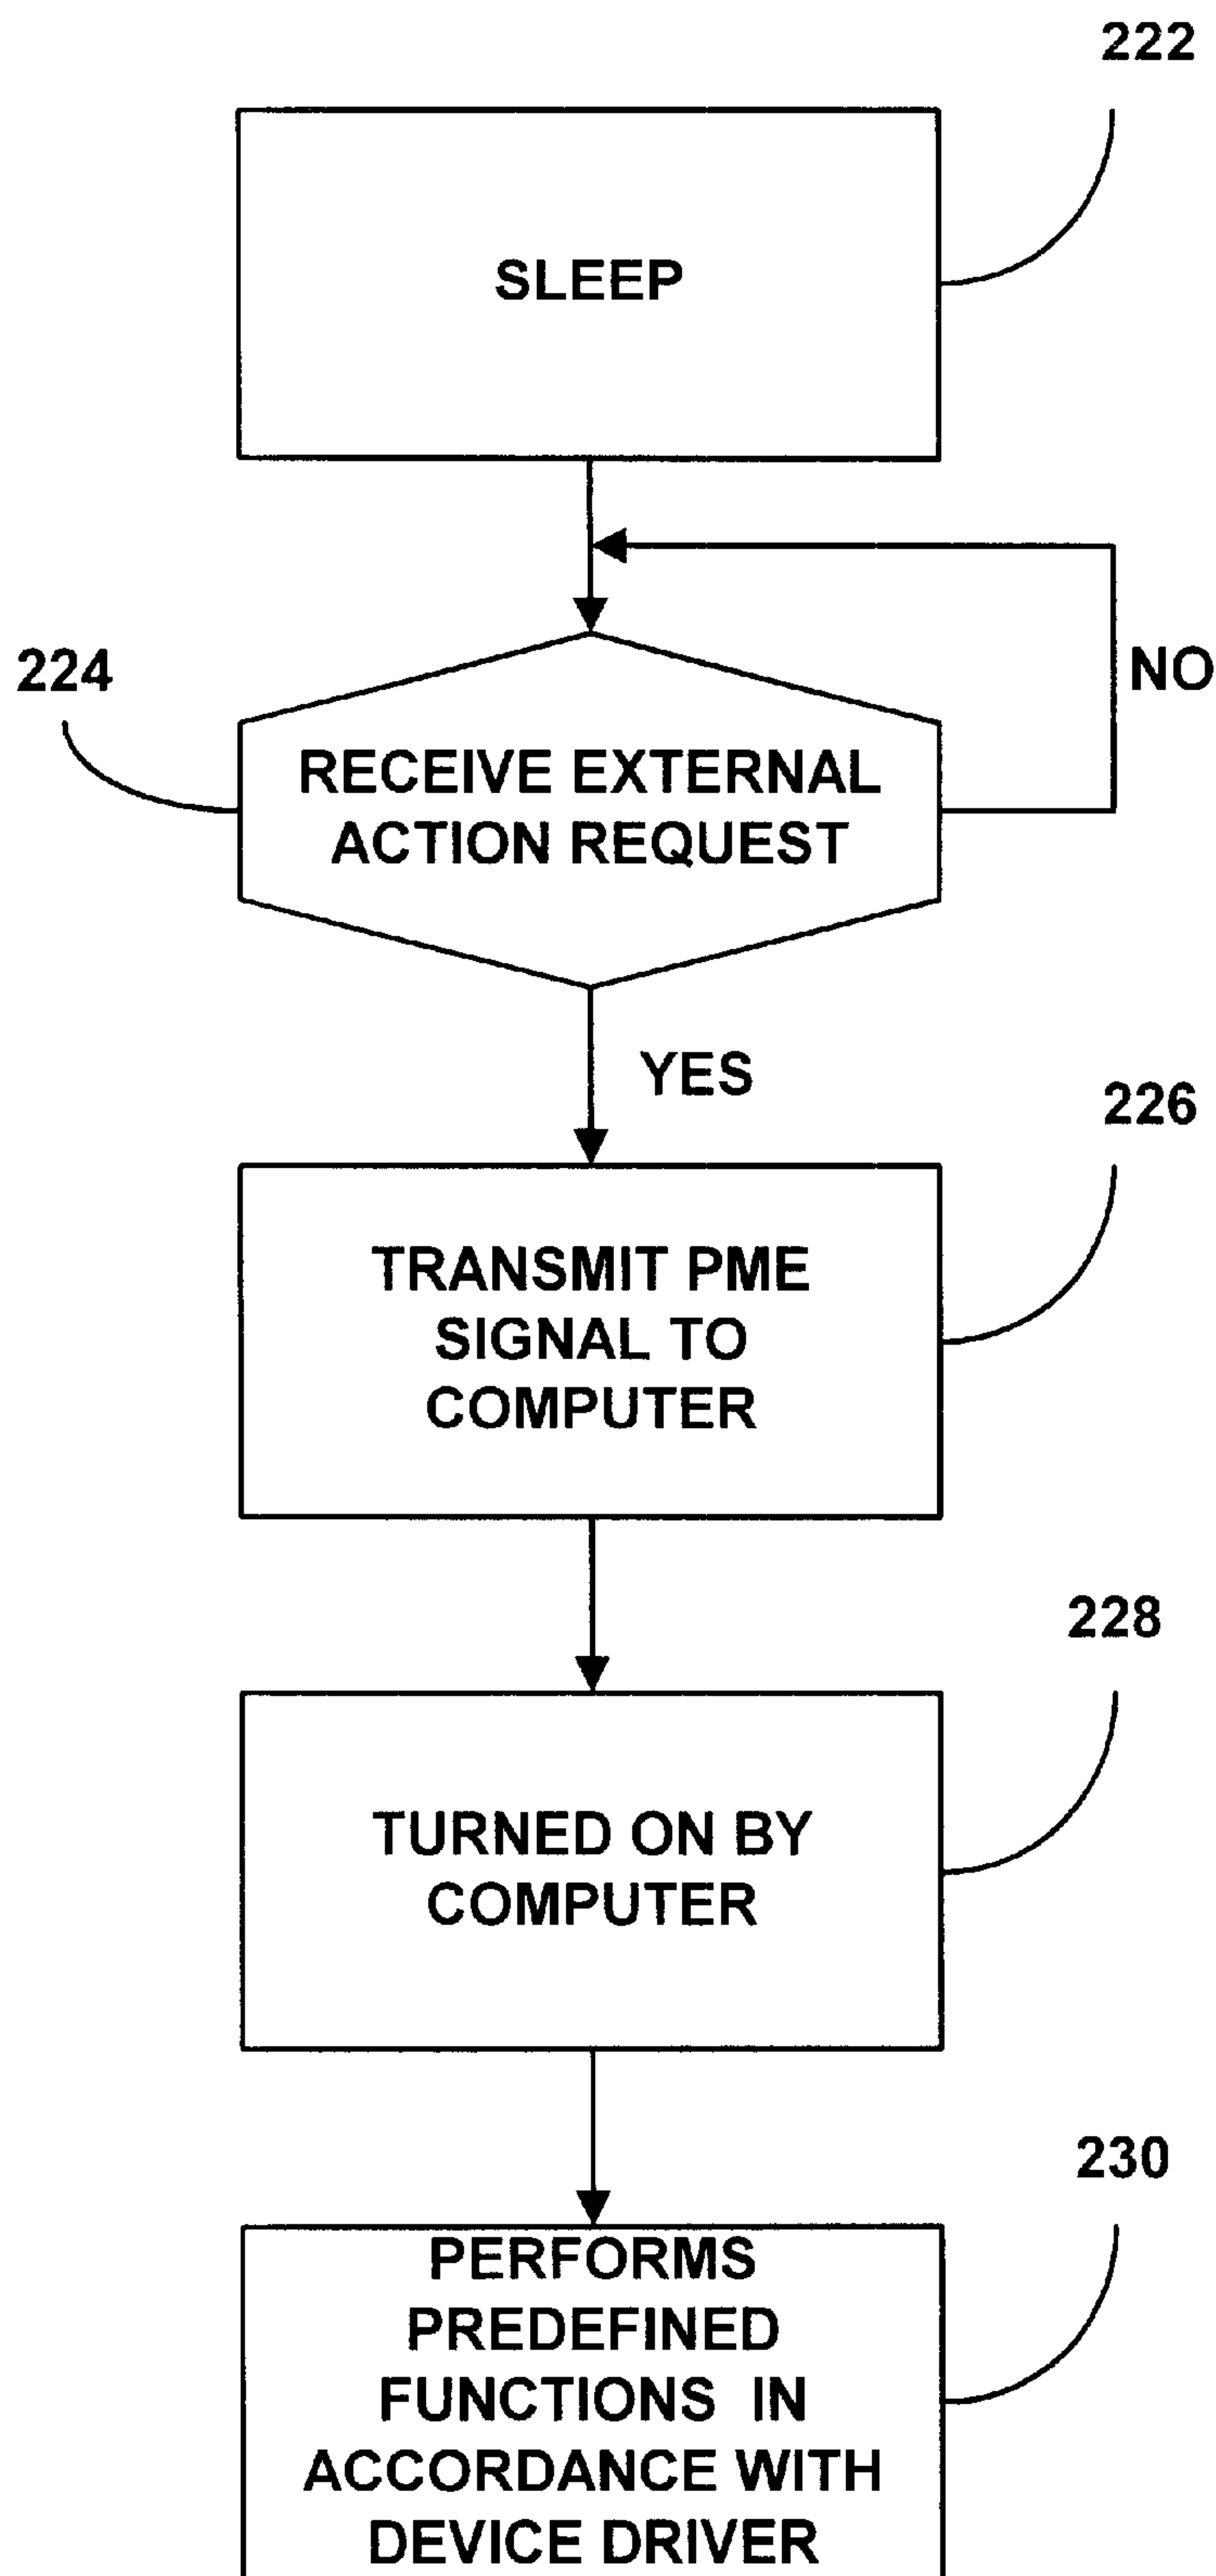 222
SLEEP
224
NO
RECEIVE EXTERNAL
ACTION REQUEST
YES
226
TRANSMIT PME
SIGNAL TO
COMPUTER
228
TURNED ON BY
COMPUTER
230
PERFORMS
PREDEFINED
FUNCTIONS IN
ACCORDANCE WITH
DEVICE DRIVER